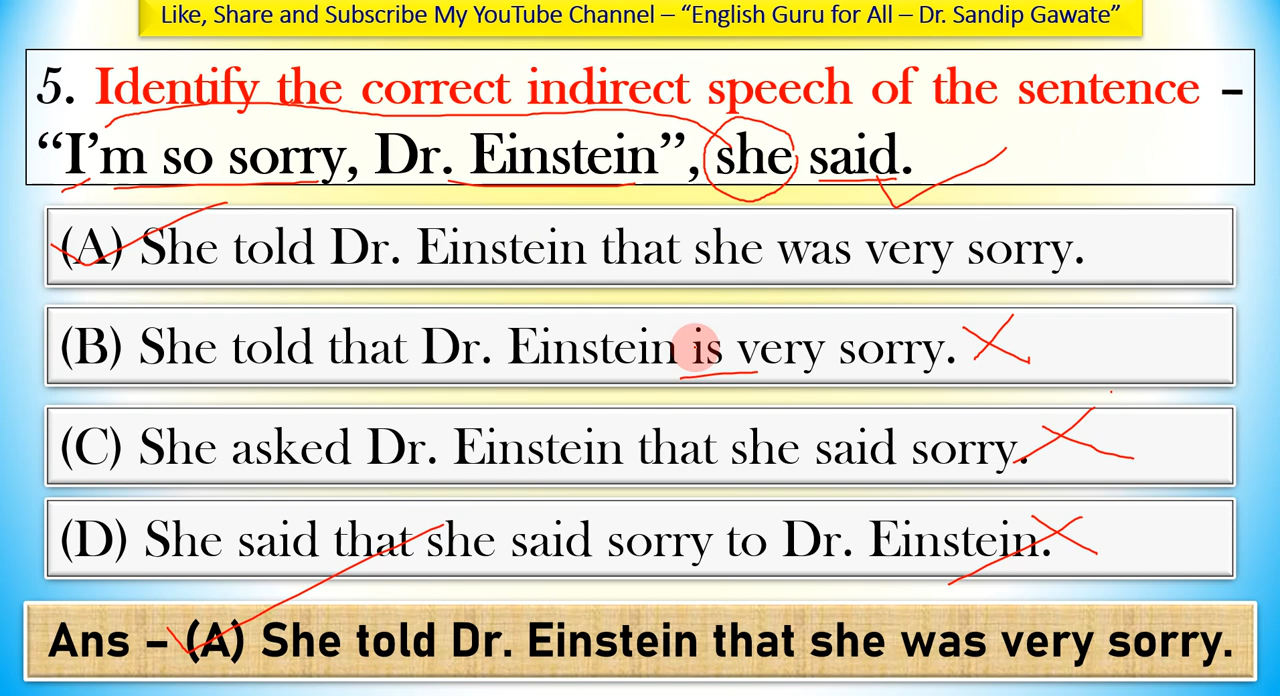 Like, Share and Subscribe My YouTube Channel – “English Guru for All – Dr. Sandip Gawate”
5. Identify the correct indirect speech of the sentence –
“I’m so sorry, Dr. Einstein”, she said.
(A) She told Dr. Einstein that she was very sorry.
(B) She told that Dr. Einstein is very sorry.
(C) She asked Dr. Einstein that she said sorry.
(D) She said that she said sorry to Dr. Einstein.
Ans – (A) She told Dr. Einstein that she was very sorry.